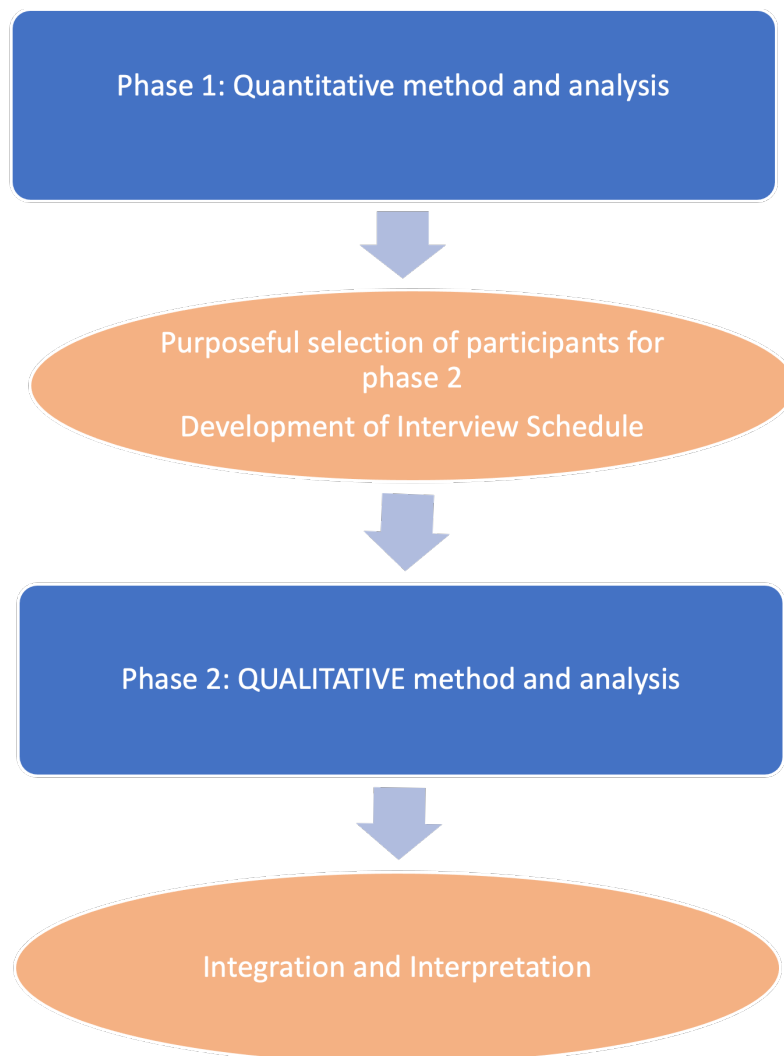 Phase 1: Quantitative method and analysis
Purposeful selection of participants for
phase 2
Development of Interview Schedule
Phase 2: QUALITATIVE method and analysis
Integration and Interpretation